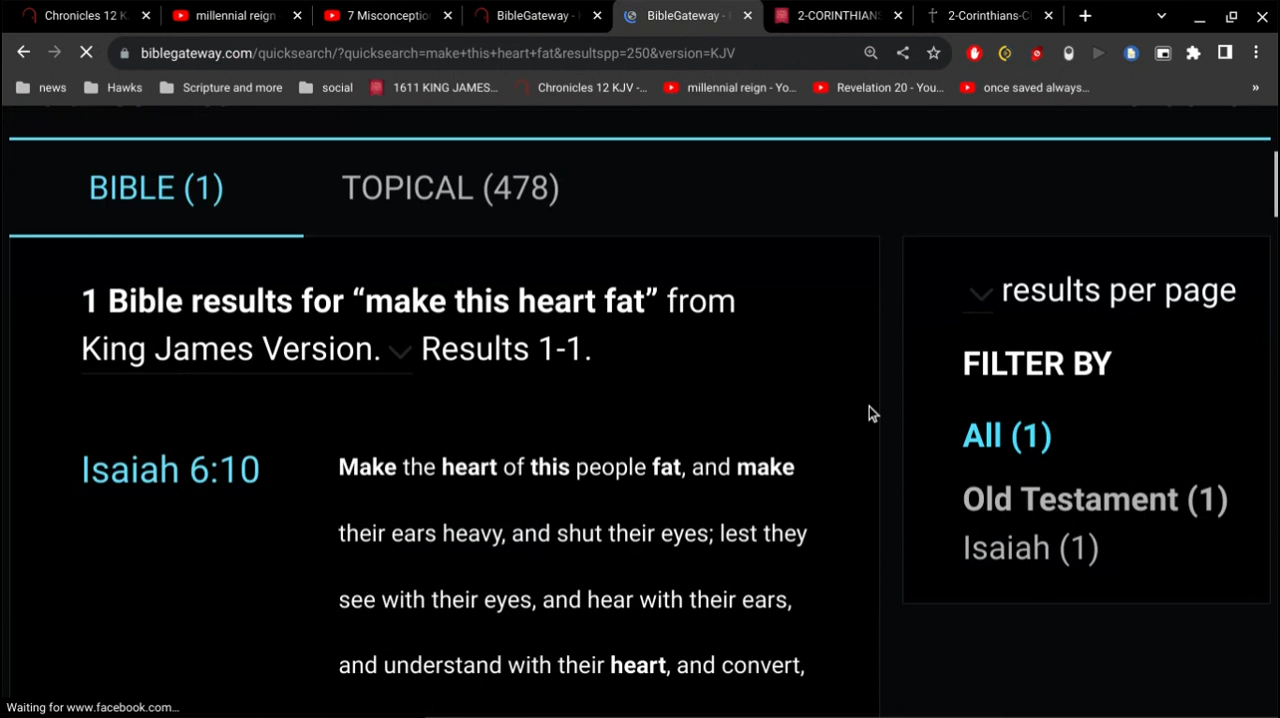 Chronicles 12 K
millennial reign
7 Misconceptio
BibleGateway -
BibleGateway -
2-CORINTHIANS
2-Corinthians-C
biblegateway.com/quicksearch/?quicksearch=make+this+heart+fat&resultspp=250&version=KJV
news
Hawks
Scripture and more
social
1611 KING JAMES...
Chronicles 12 KJV -...
millennial reign - Yo...
Revelation 20 - You...
once saved always...
»
BIBLE (1)
TOPICAL (478)
1 Bible results for “make this heart fat” from
King James Version. Results 1-1.
results per page
FILTER BY
All (1)
Old Testament (1)
Isaiah (1)
Isaiah 6:10
Make the heart of this people fat, and make
their ears heavy, and shut their eyes; lest they
see with their eyes, and hear with their ears,
and understand with their heart, and convert,
Waiting for www.facebook.com...